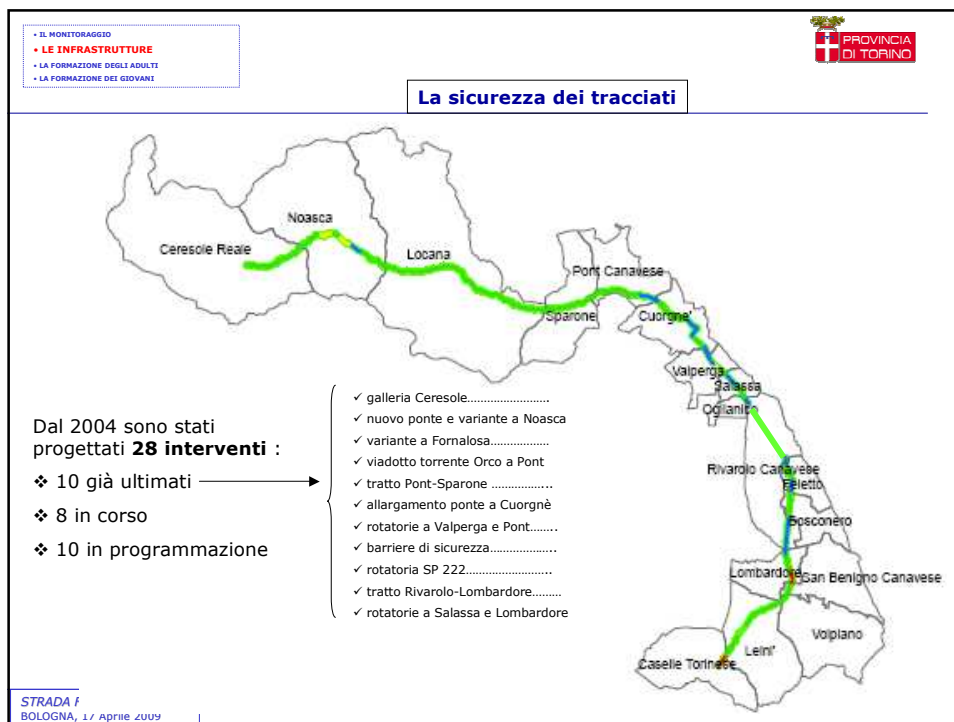 • IL MONITORAGGIO
• LE INFRASTRUTTURE
• LA FORMAZIONE DEGLI ADULTI
• LA FORMAZIONE DEI GIOVANI
PROVINCIA
DI TORINO
La sicurezza dei tracciati
Noasca
Ceresole Reale
Locana
Pont Canavese
Sparone
Cuorgne'
Valperga
Salassa
Oglianico
Rivarolo Canavese
Feletto
Bosconero
Lombardore
San Benigno Canavese
Volpiano
Leini'
Caselle Torinese
Dal 2004 sono stati
progettati 28 interventi :
❖ 10 già ultimati
❖ 8 in corso
❖ 10 in programmazione
✓ galleria Ceresole……………………..
✓ nuovo ponte e variante a Noasca
✓ variante a Fornalosa………………
✓ viadotto torrente Orco a Pont
✓ tratto Pont-Sparone ………………...
✓ allargamento ponte a Cuorgnè
✓ rotatorie a Valperga e Pont……..
✓ barriere di sicurezza………………..
✓ rotatoria SP 222……………………..
✓ tratto Rivarolo-Lombardore………
✓ rotatorie a Salassa e Lombardore
STRADA
BOLOGNA, 17 Aprile 2009